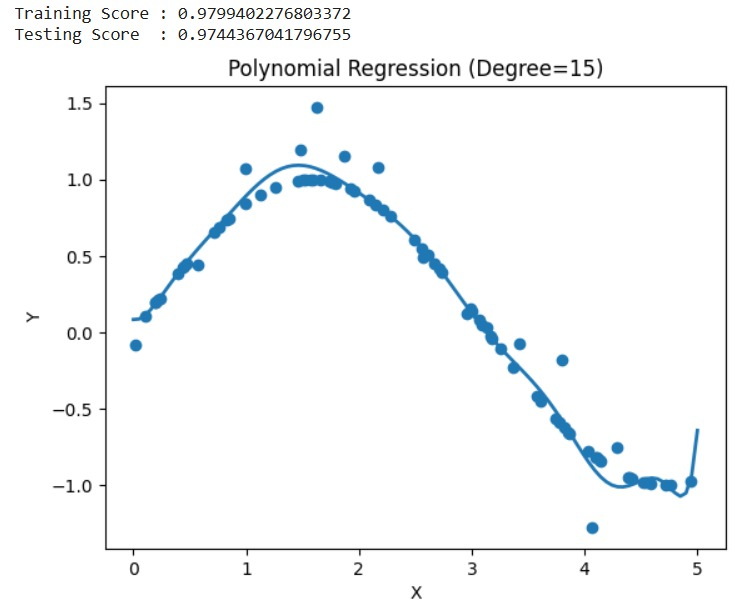 Training Score : 0.9799402276803372
Testing Score  : 0.9744367041796755
Polynomial Regression (Degree=15)
1.5
1.0
0.5
0.0
−0.5
−1.0
Y
0 1 2 3 4 5
X